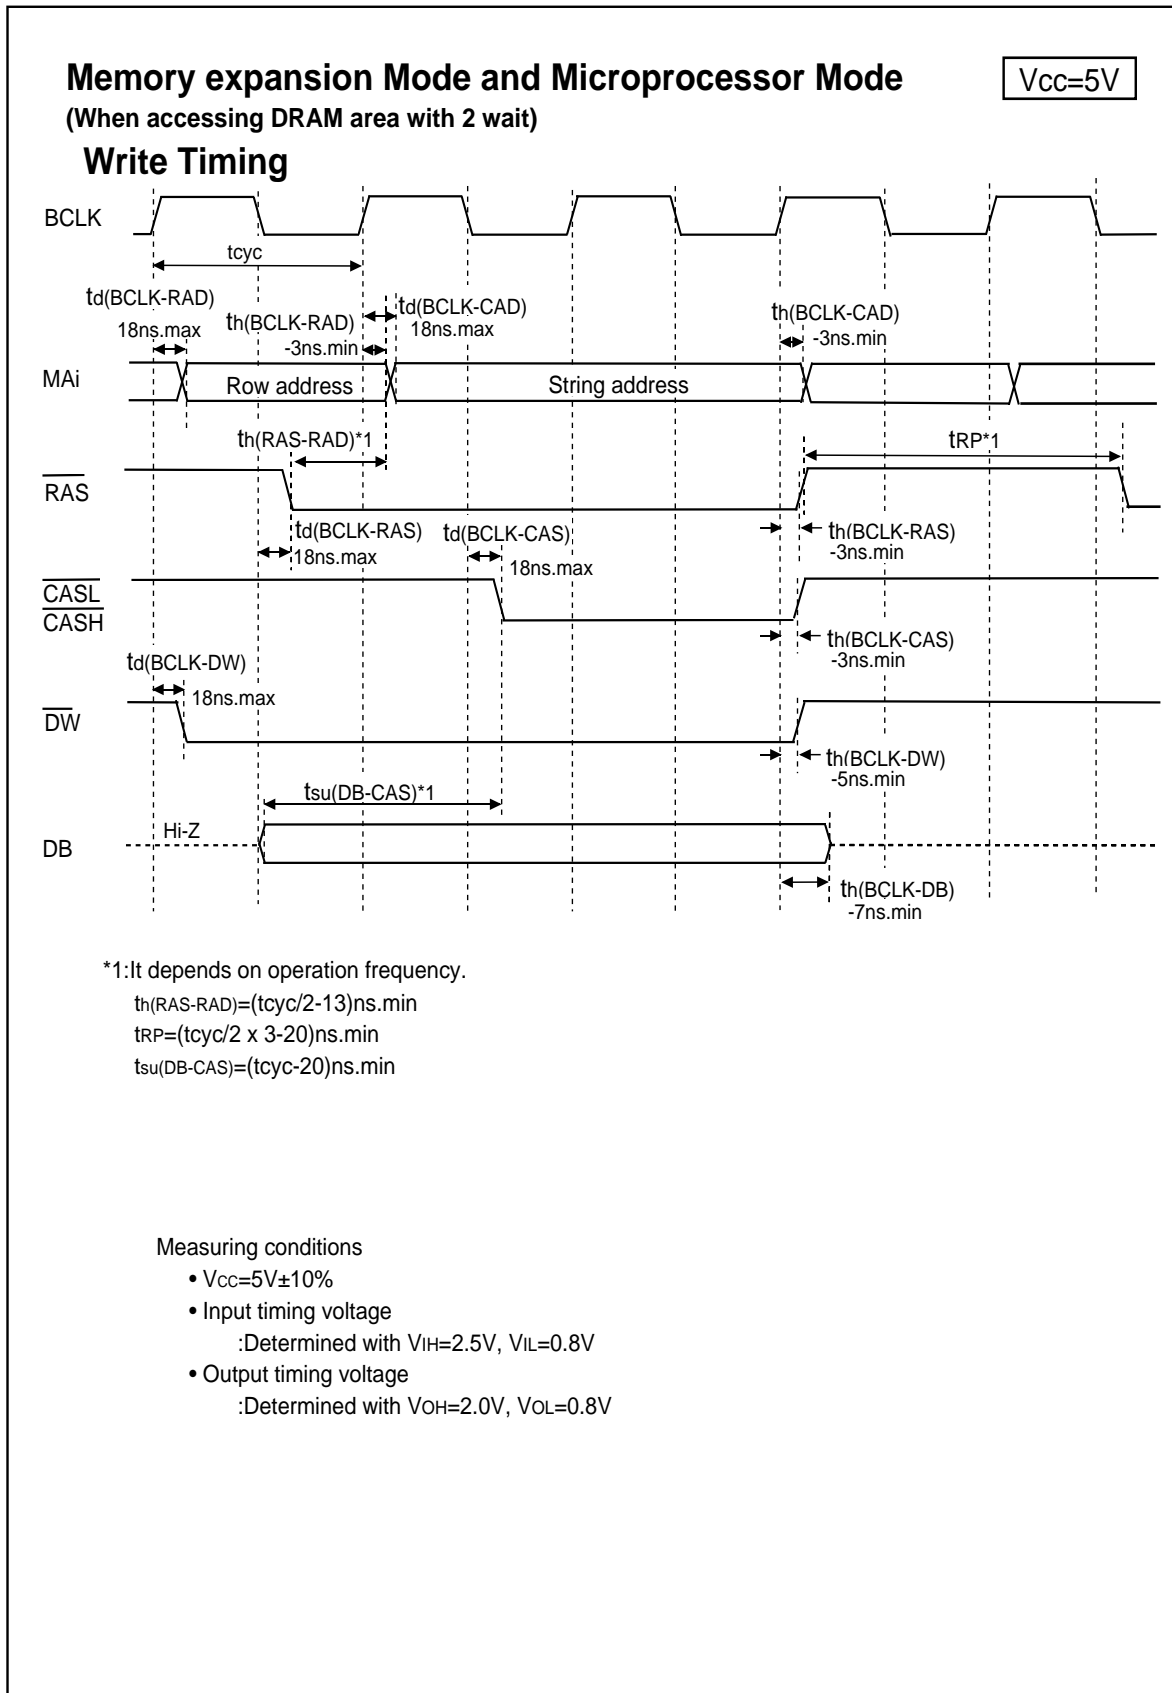 Memory expansion Mode and Microprocessor Mode
Vcc=5V
(When accessing DRAM area with 2 wait)
Write Timing
BCLK
tcyc
td(BCLK-RAD)
18ns.max
th(BCLK-RAD)
-3ns.min
td(BCLK-CAD)
18ns.max
th(BCLK-CAD)
-3ns.min
MAi
Row address
String address
th(RAS-RAD)*1
tRP*1
RAS
td(BCLK-RAS)
18ns.max
td(BCLK-CAS)
18ns.max
th(BCLK-RAS)
-3ns.min
CASL
CASH
th(BCLK-CAS)
-3ns.min
td(BCLK-DW)
18ns.max
DW
th(BCLK-DW)
-5ns.min
tsu(DB-CAS)*1
Hi-Z
DB
th(BCLK-DB)
-7ns.min
*1:It depends on operation frequency.
th(RAS-RAD)=(tcyc/2-13)ns.min
tRP=(tcyc/2 x 3-20)ns.min
tsu(DB-CAS)=(tcyc-20)ns.min
Measuring conditions
• VCC=5V±10%
• Input timing voltage
:Determined with VIH=2.5V, VIL=0.8V
• Output timing voltage
:Determined with VOH=2.0V, VOL=0.8V